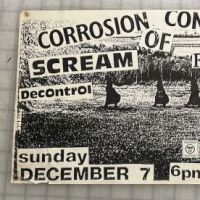 CORROSION CON
OF
SCREAM
Decontrol
sunday
DECEMBER 7 6pm